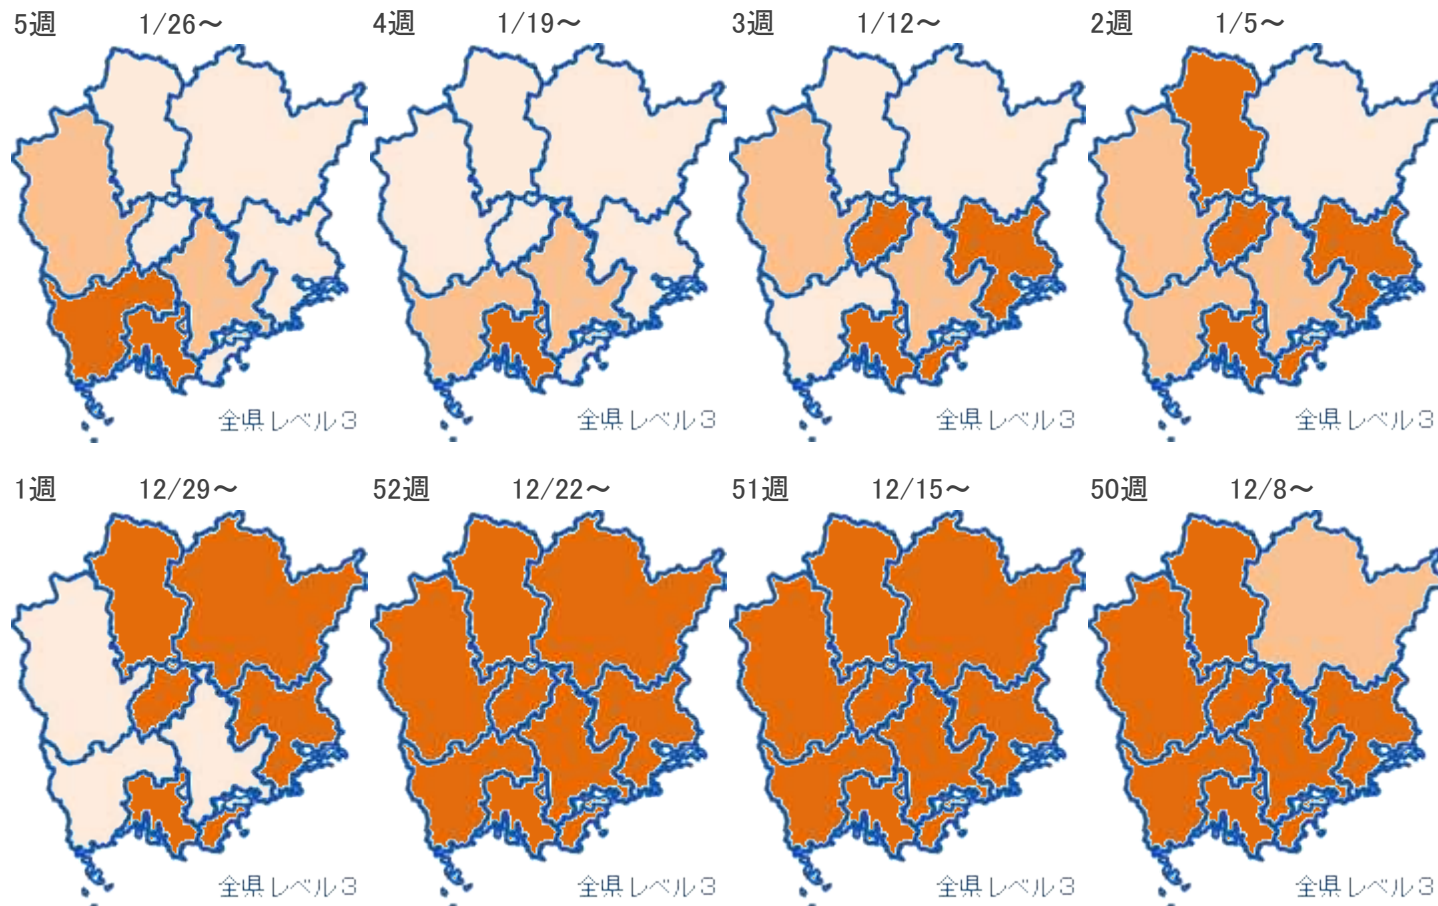 5週 1/26～
4週 1/19～
3週 1/12～
2週 1/5～
全県レベル3
全県レベル3
全県レベル3
全県レベル3
1週 12/29～
52週 12/22～
51週 12/15～
50週 12/8～
全県レベル3
全県レベル3
全県レベル3
全県レベル3